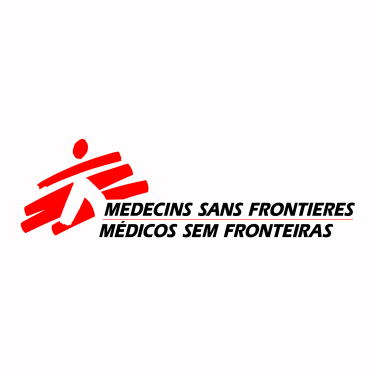 MEDECINS SANS FRONTIERES
MÉDICOS SEM FRONTEIRAS